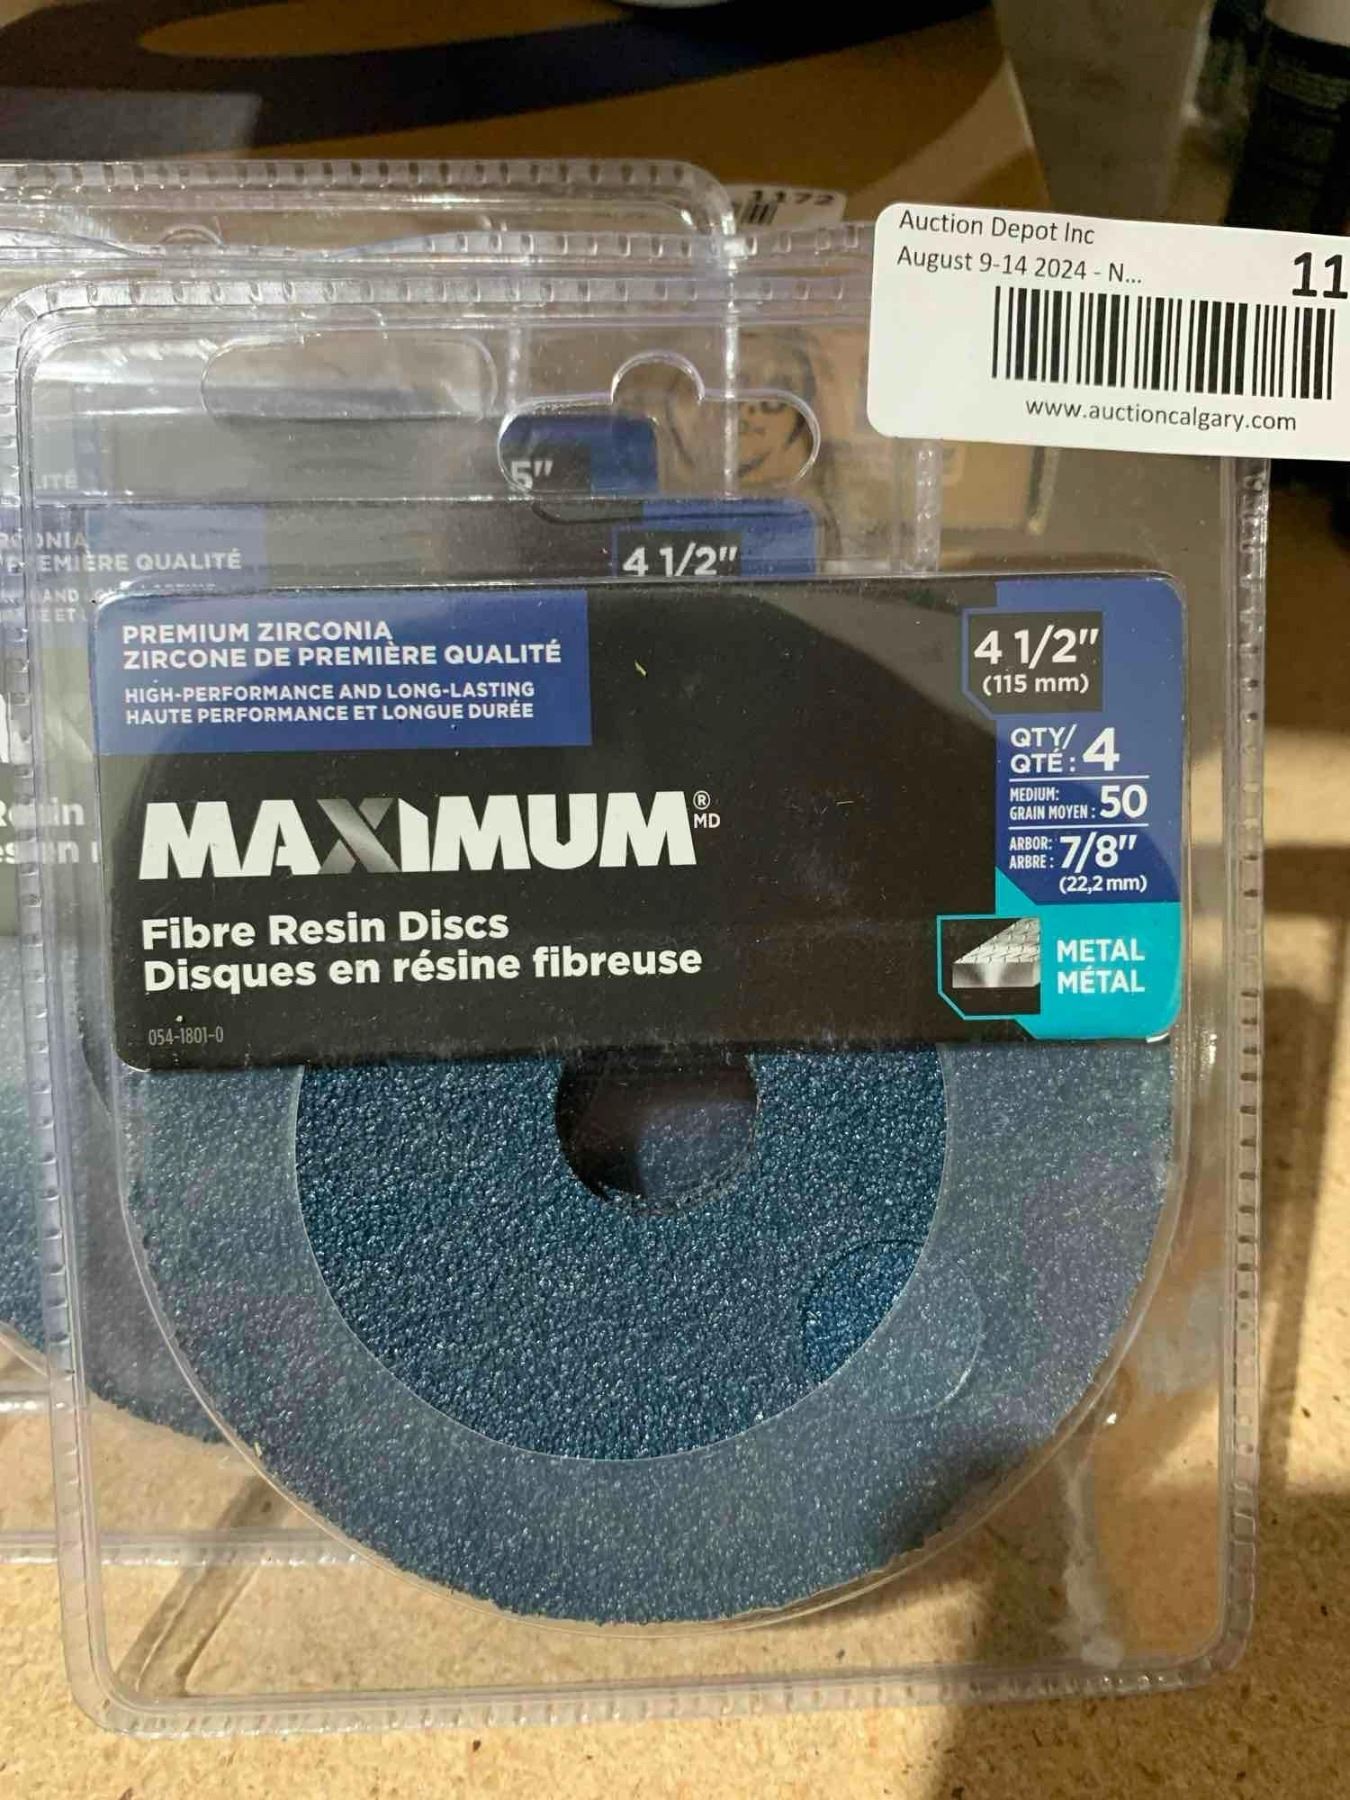 1172
Auction Depot Inc
August 9-14 2024 - N...
11
www.auctioncalgary.com
5"
4 1/2"
EMIÈRE QUALITÉ
PREMIUM ZIRCONIA
ZIRCONE DE PREMIÈRE QUALITÉ
HIGH-PERFORMANCE AND LONG-LASTING
HAUTE PERFORMANCE ET LONGUE DURÉE
4 1/2"
(115 mm)
QTY/
QTÉ : 4
MEDIUM:
GRAIN MOYEN : 50
ARBOR:
ARBRE : 7/8"
(22,2 mm)
MAXIMUM® MD
Fibre Resin Discs
Disques en résine fibreuse
METAL
MÉTAL
054-1801-0